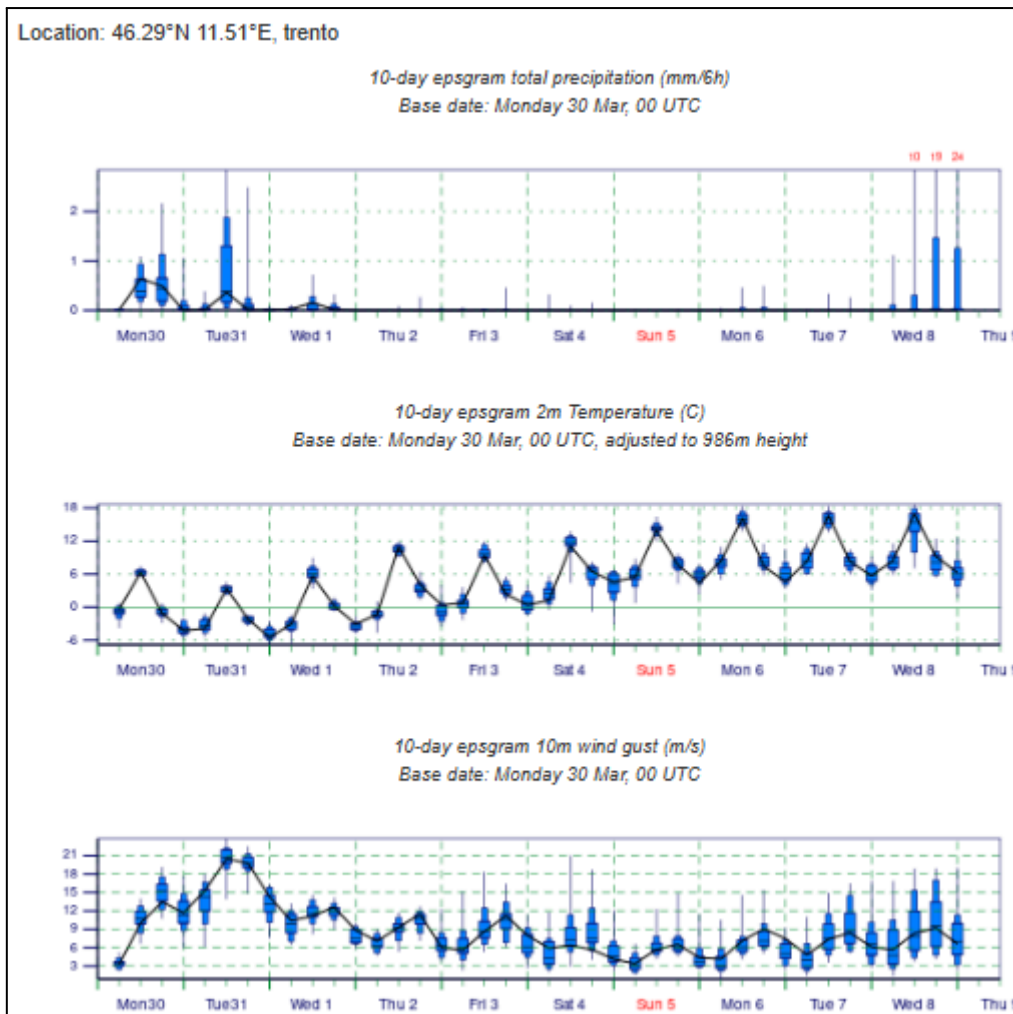 Location: 46.29°N 11.51°E, trento
10-day epsgram total precipitation (mm/6h)
Base date: Monday 30 Mar, 00 UTC
10 19 24
2
1
0
Mon30 Tue31 Wed 1 Thu 2 Fri 3 Sat 4 Sun 5 Mon 6 Tue 7 Wed 8 Thu
10-day epsgram 2m Temperature (C)
Base date: Monday 30 Mar, 00 UTC, adjusted to 986m height
18
12
6
0
-6
Mon30 Tue31 Wed 1 Thu 2 Fri 3 Sat 4 Sun 5 Mon 6 Tue 7 Wed 8 Thu
10-day epsgram 10m wind gust (m/s)
Base date: Monday 30 Mar, 00 UTC
21
18
15
12
9
6
3
Mon30 Tue31 Wed 1 Thu 2 Fri 3 Sat 4 Sun 5 Mon 6 Tue 7 Wed 8 Thu